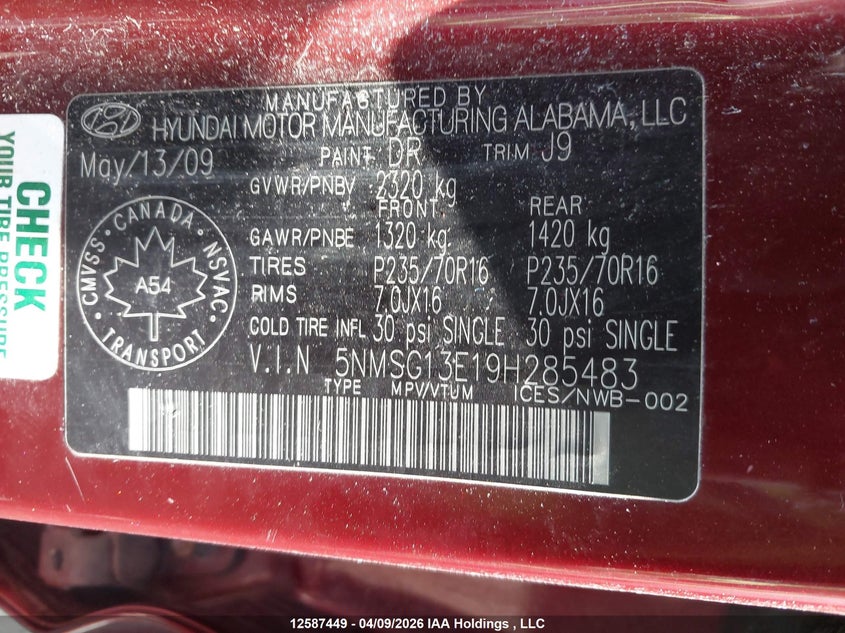 MANUFACTURED BY
HYUNDAI MOTOR MANUFACTURING ALABAMA, LLC
May/13/09 PAINT DR TRIM J9
GVWR/PNBV 2320 kg
FRONT REAR
GAWR/PNBE 1320 kg 1420 kg
TIRES P235/70R16 P235/70R16
RIMS 7.0JX16 7.0JX16
COLD TIRE INFL 30 psi SINGLE 30 psi SINGLE
V.I.N 5NMSG13E19H285483
TYPE MPV/VTUM ICES/NWB-002
CMVSS · CANADA · NSVAC
A54
TRANSPORT
CHECK
YOUR TIRE PRESSURE
12587449 - 04/09/2026 IAA Holdings , LLC